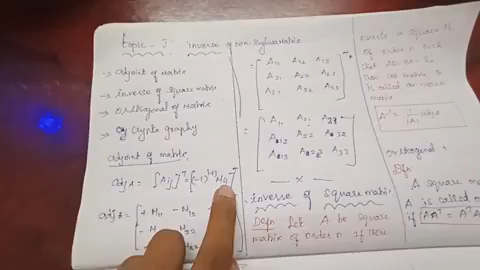 Topic - 3: Inverse of non-singular matrix
→ adjoint of matrix
→ Inverse of square matrix
→ orthogonal of matrix
→ cryptography
adjoint of matrix
adj A = [Aij]ᵀ = [(-1)^(i+j) Mij]ᵀ
adj A = [ + M11 - M12
= [ A11 A12 A13
A21 A22 A23
A31 A32 A33 ]ᵀ
= [ A11 A21
A12 A22 A32
A13 A23 A33 ]
— x —
Inverse of square matrix
Defn: Let A be square
matrix of order n if there
exists a square
of order n
the matrix B
is called an inverse
matrix
A⁻¹ = 1/|A| adj A
orthogonal:
Defn:
A square m
A is called
if AAᵀ = AᵀA